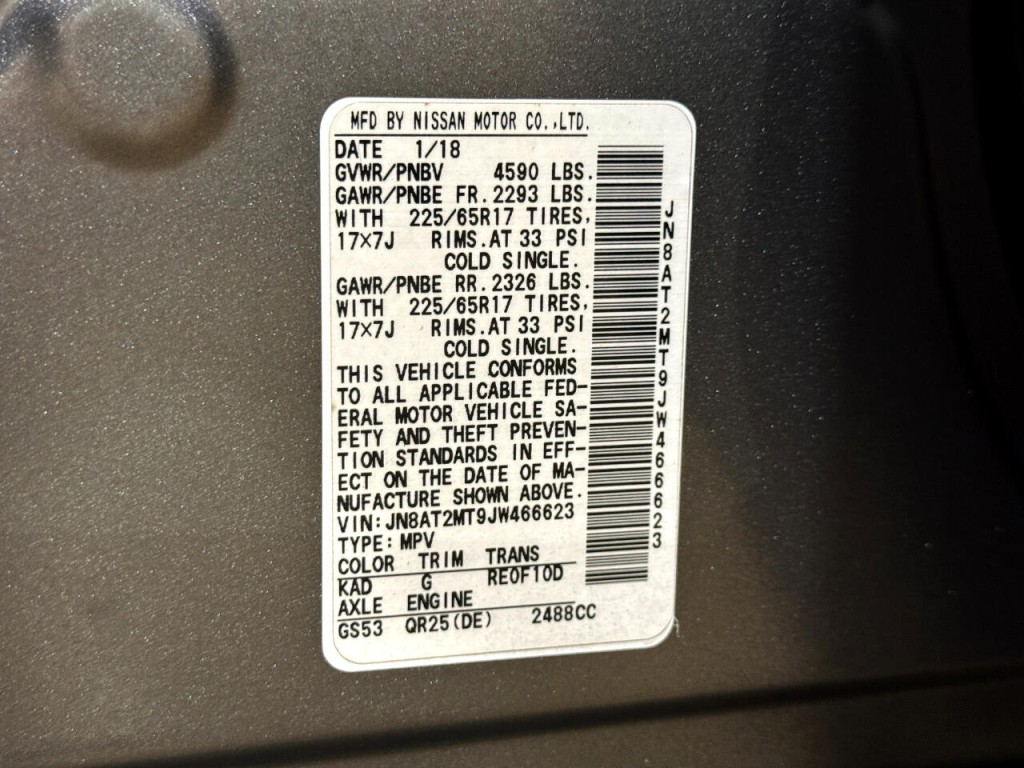 MFD BY NISSAN MOTOR CO.,LTD.
DATE 1/18
GVWR/PNBV 4590 LBS.
GAWR/PNBE FR.2293 LBS.
WITH 225/65R17 TIRES,
17×7J RIMS.AT 33 PSI
COLD SINGLE.
GAWR/PNBE RR.2326 LBS.
WITH 225/65R17 TIRES,
17×7J RIMS.AT 33 PSI
COLD SINGLE.
THIS VEHICLE CONFORMS
TO ALL APPLICABLE FED-
ERAL MOTOR VEHICLE SA-
FETY AND THEFT PREVEN-
TION STANDARDS IN EFF-
ECT ON THE DATE OF MA-
NUFACTURE SHOWN ABOVE.
VIN:JN8AT2MT9JW466623
TYPE:MPV
COLOR TRIM TRANS
KAD G RE0F10D
AXLE ENGINE
GS53 QR25(DE) 2488CC
JN8AT2MT9JW466623